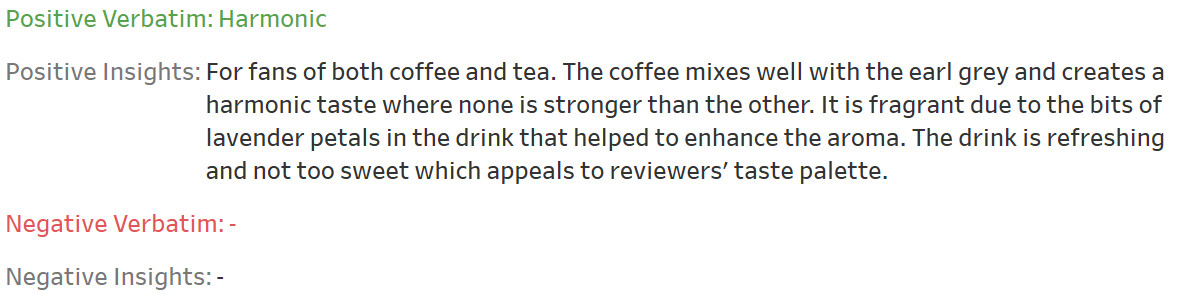 Positive Verbatim: Harmonic
Positive Insights: For fans of both coffee and tea. The coffee mixes well with the earl grey and creates a
harmonic taste where none is stronger than the other. It is fragrant due to the bits of
lavender petals in the drink that helped to enhance the aroma. The drink is refreshing
and not too sweet which appeals to reviewers’ taste palette.
Negative Verbatim: -
Negative Insights: -